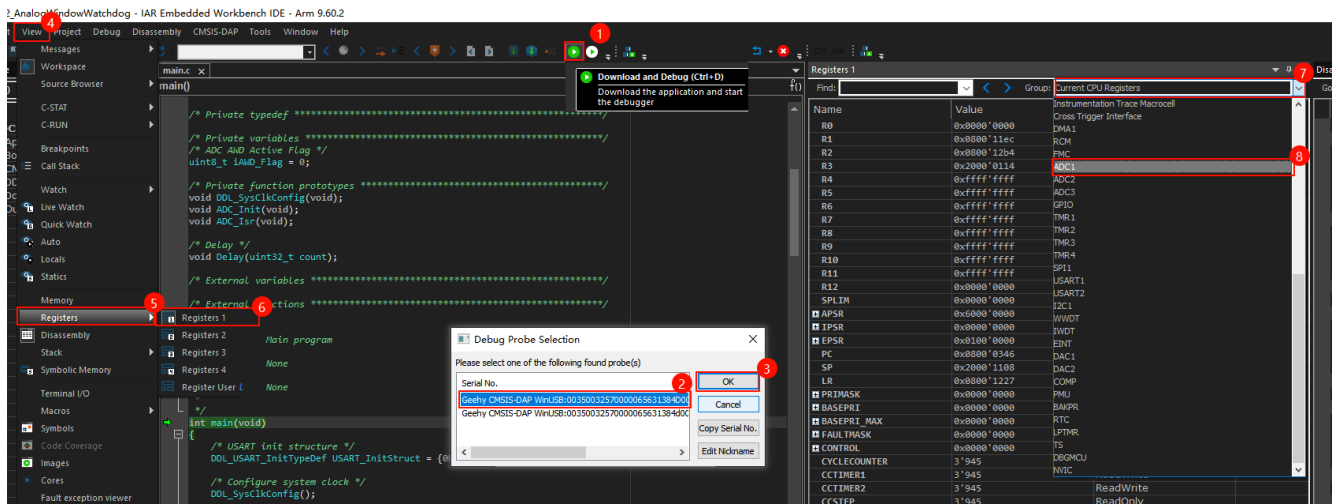 2_AnalogWindowWatchdog - IAR Embedded Workbench IDE - Arm 9.60.2
4
View Project Debug Disassembly CMSIS-DAP Tools Window Help
1
Messages
Workspace
Source Browser
C-STAT
C-RUN
Breakpoints
Call Stack
Watch
Live Watch
Quick Watch
Auto
Locals
Statics
Memory
5
Registers
Disassembly
Stack
Symbolic Memory
Terminal I/O
Macros
Symbols
Code Coverage
Images
Cores
Fault exception viewer
6
Registers 1
Registers 2
Registers 3
Registers 4
Register User
main.c x
main()
f()
Download and Debug (Ctrl+D)
Download the application and start
the debugger
/* Private typedef ***********************************************************/
/* Private variables *********************************************************/
/* ADC AWD Active Flag */
uint8_t iAWD_Flag = 0;
/* Private function prototypes ***********************************************/
void DDL_SysClkConfig(void);
void ADC_Init(void);
void ADC_Isr(void);
/* Delay */
void Delay(uint32_t count);
/* External variables ********************************************************/
/* External
Main program
None
None
*/
int main(void)
{
/* USART init structure */
DDL_USART_InitTypeDef USART_InitStruct = {0
/* Configure system clock */
DDL_SysClkConfig();
Debug Probe Selection
Please select one of the following found probe(s)
Serial No.
2
3
Geehy CMSIS-DAP WinUSB:00350032570000065631384D00
Geehy CMSIS-DAP WinUSB:00350032570000065631384d00
OK
Cancel
Copy Serial No.
Edit Nickname
Registers 1
7
Disa
Find:
Group: Current CPU Registers
Go
Name Value
R0 0x0000'0000
R1 0x0800'11ec
R2 0x0800'12b4
R3 0x2000'0114
R4 0xffff'ffff
R5 0xffff'ffff
R6 0xffff'ffff
R7 0xffff'ffff
R8 0xffff'ffff
R9 0xffff'ffff
R10 0xffff'ffff
R11 0xffff'ffff
R12 0x0000'0000
SPLIM 0x0000'0000
APSR 0x6000'0000
IPSR 0x0000'0000
EPSR 0x0100'0000
PC 0x0800'0346
SP 0x2000'1108
LR 0x0800'1227
PRIMASK 0x0000'0000
BASEPRI 0x0000'0000
BASEPRI_MAX 0x0000'0000
FAULTMASK 0x0000'0000
CONTROL 0x0000'0000
CYCLECOUNTER 3'945
CCTIMER1 3'945 ReadWrite
CCTIMER2 3'945 ReadWrite
CCSTEP 3'945 ReadOnly
Instrumentation Trace Macrocell
Cross Trigger Interface
DMA1
RCM
FMC
8
ADC1
ADC2
ADC3
GPIO
TMR1
TMR2
TMR3
TMR4
SPI1
USART1
USART2
I2C1
WWDT
IWDT
EINT
DAC1
DAC2
COMP
PMU
BAKPR
RTC
LPTMR
TS
DBGMCU
NVIC